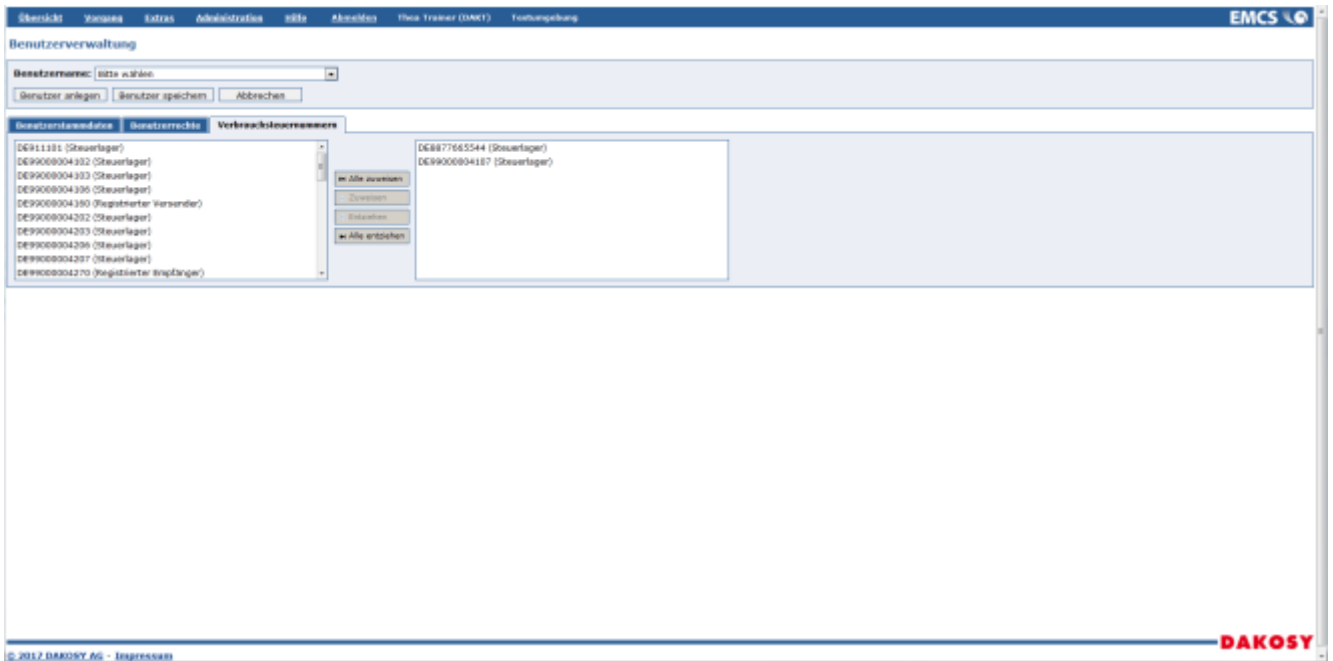 Übersicht Vorgang Extras Administration Hilfe Abmelden Thea Trainer (DAKT) Testumgebung EMCS
Benutzerverwaltung
Benutzername: Bitte wählen
Benutzer anlegen Benutzer speichern Abbrechen
Benutzerstammdaten Benutzerrechte Verbrauchsteuernummern
DE911101 (Steuerlager)
DE99000004102 (Steuerlager)
DE99000004103 (Steuerlager)
DE99000004106 (Steuerlager)
DE99000004160 (Registrierter Versender)
DE99000004202 (Steuerlager)
DE99000004203 (Steuerlager)
DE99000004206 (Steuerlager)
DE99000004207 (Steuerlager)
DE99000004270 (Registrierter Empfänger)
Alle zuweisen
Zuweisen
Entziehen
Alle entziehen
DE8877665544 (Steuerlager)
DE99000004107 (Steuerlager)
DAKOSY
© 2017 DAKOSY AG - Impressum